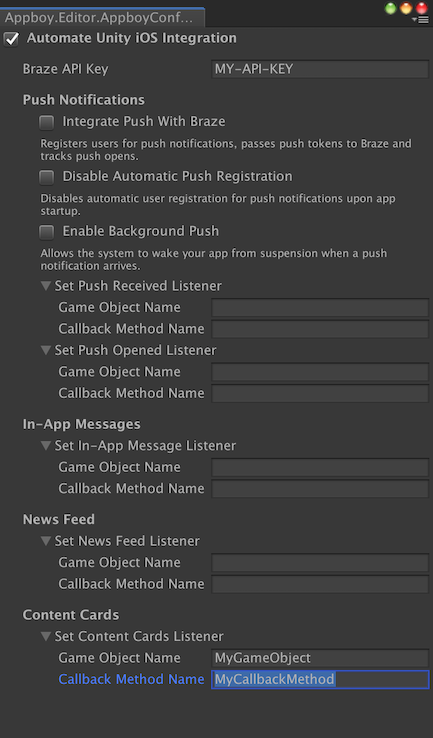 Appboy.Editor.AppboyConf...
Automate Unity iOS Integration
Braze API Key MY-API-KEY
Push Notifications
Integrate Push With Braze
Registers users for push notifications, passes push tokens to Braze and
tracks push opens.
Disable Automatic Push Registration
Disables automatic user registration for push notifications upon app
startup.
Enable Background Push
Allows the system to wake your app from suspension when a push
notification arrives.
Set Push Received Listener
Game Object Name
Callback Method Name
Set Push Opened Listener
Game Object Name
Callback Method Name
In-App Messages
Set In-App Message Listener
Game Object Name
Callback Method Name
News Feed
Set News Feed Listener
Game Object Name
Callback Method Name
Content Cards
Set Content Cards Listener
Game Object Name MyGameObject
Callback Method Name MyCallbackMethod